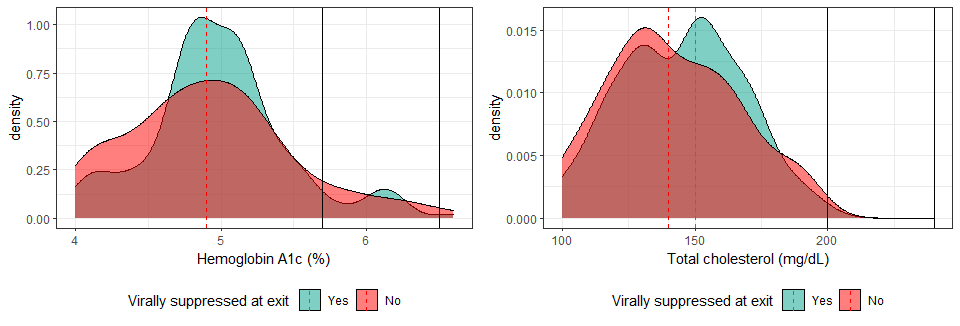 density
1.00
0.75
0.50
0.25
0.00
4
5
6
Hemoglobin A1c (%)
Virally suppressed at exit Yes No
density
0.015
0.010
0.005
0.000
100
150
200
Total cholesterol (mg/dL)
Virally suppressed at exit Yes No